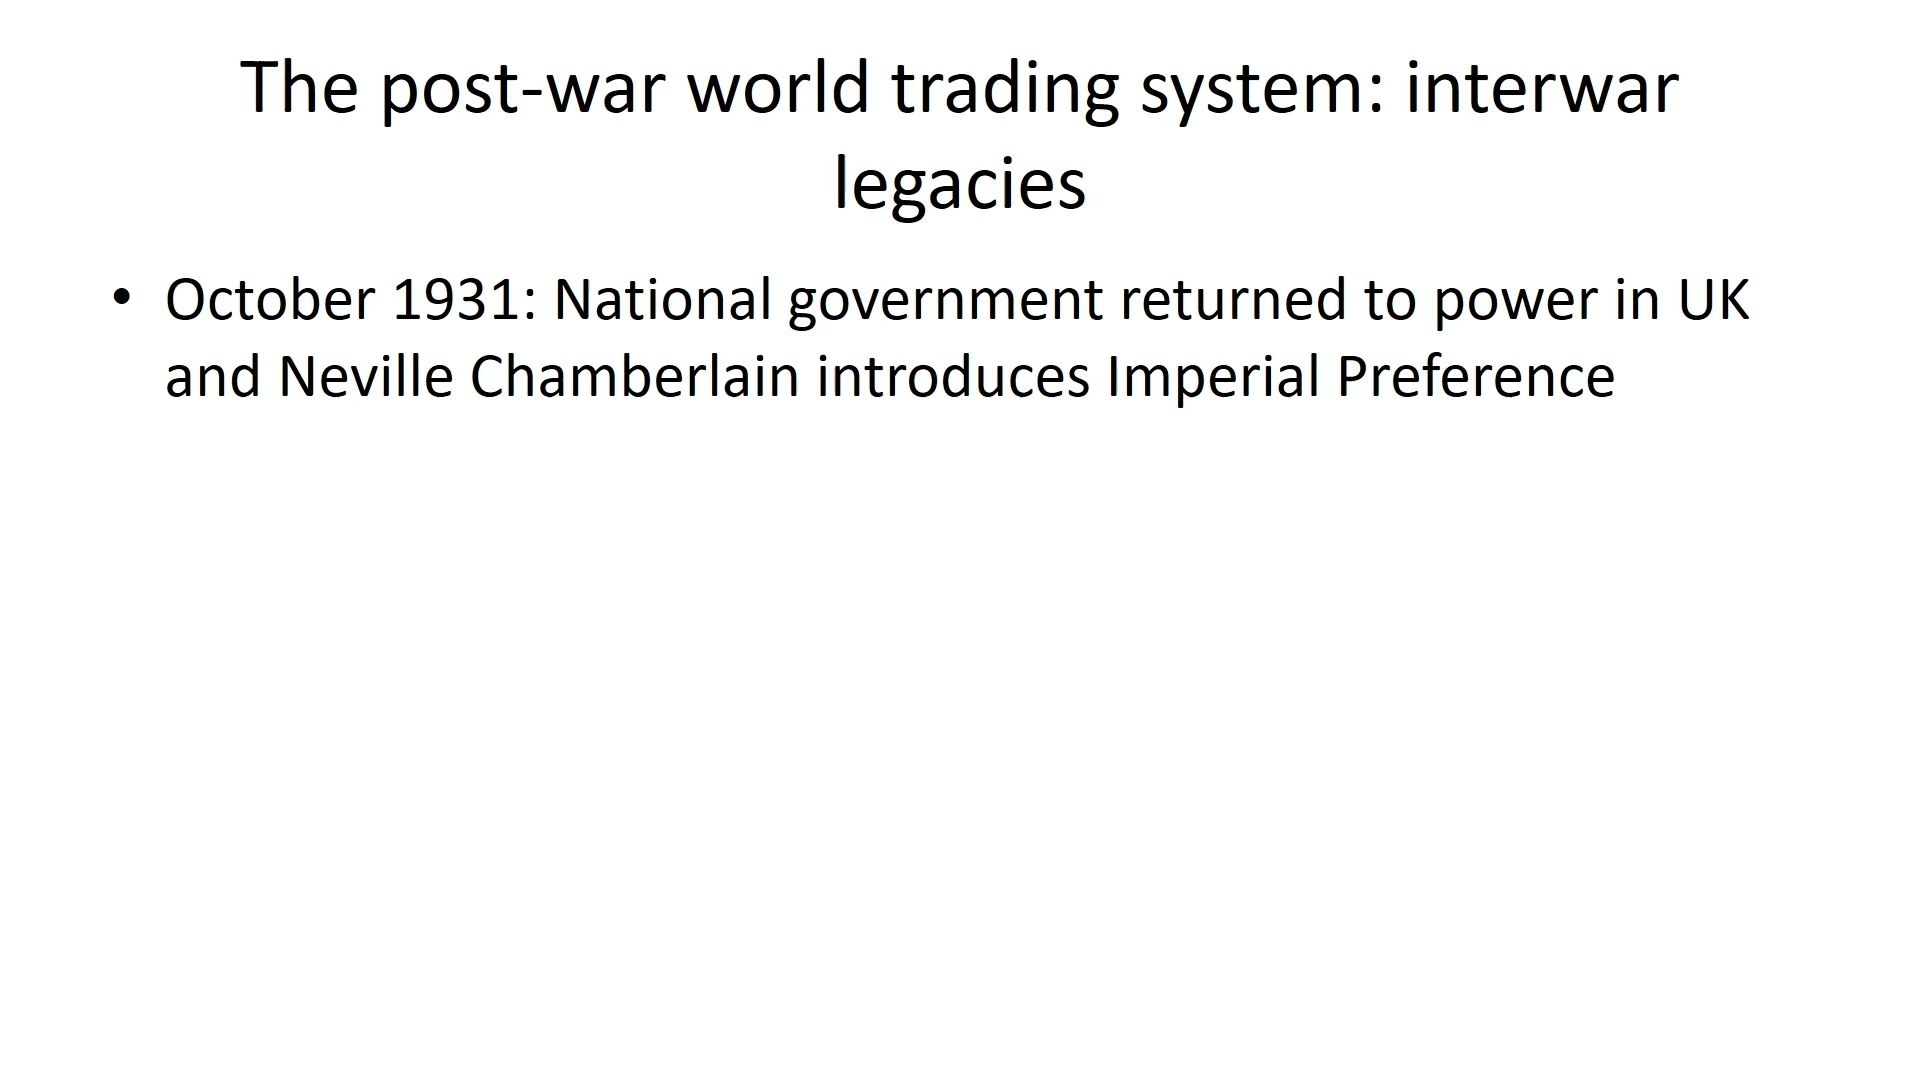 The post-war world trading system: interwar
legacies
• October 1931: National government returned to power in UK
and Neville Chamberlain introduces Imperial Preference